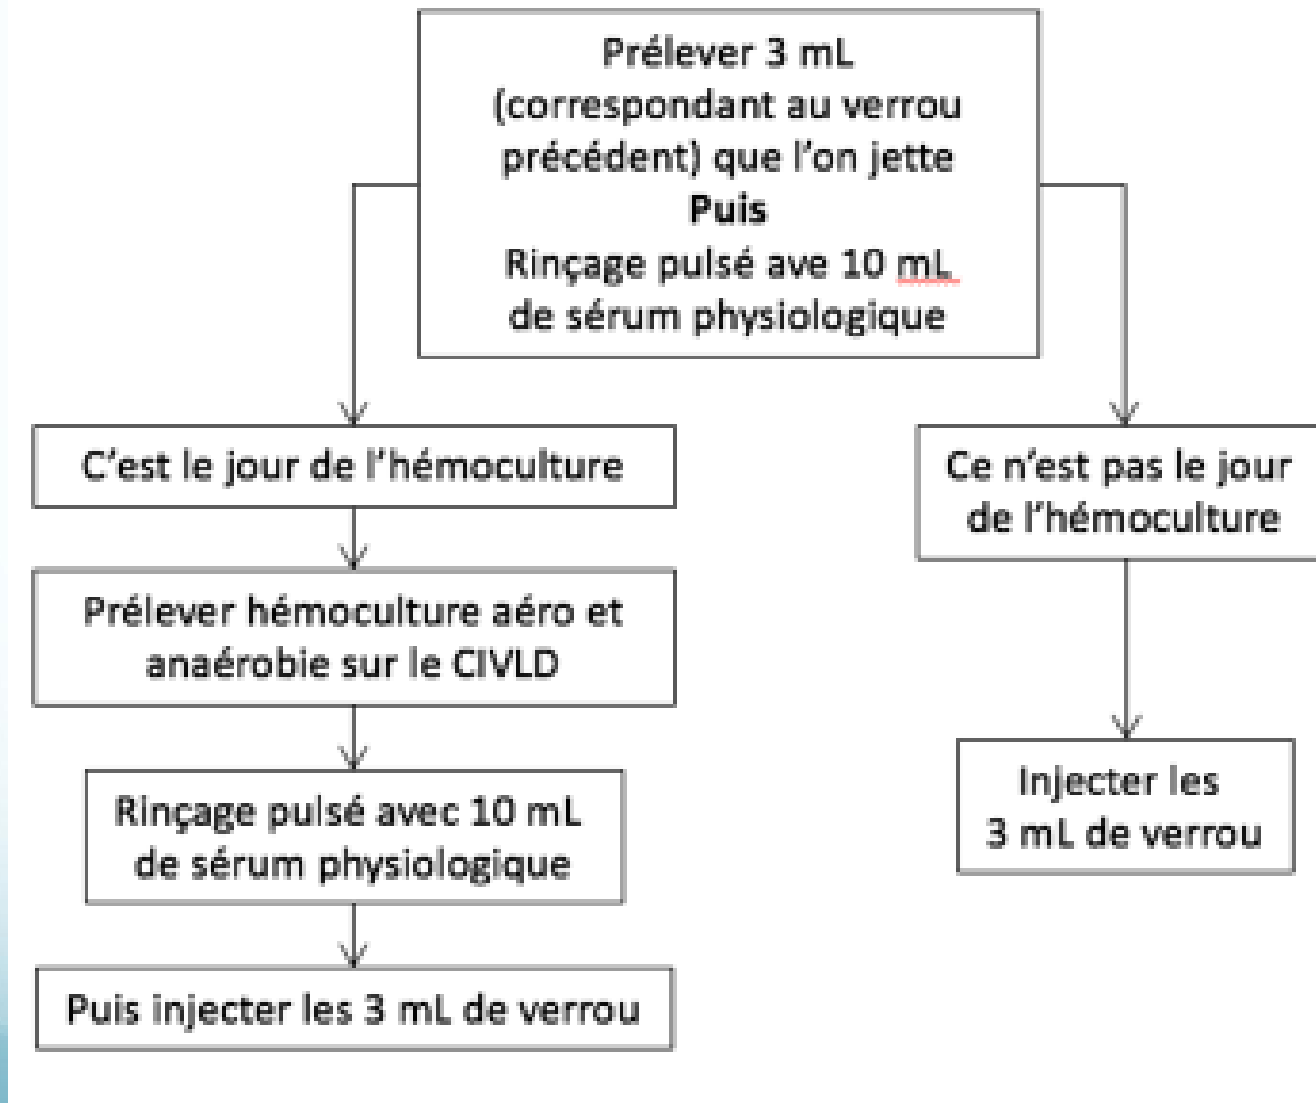 Prélever 3 mL
(correspondant au verrou
précédent) que l'on jette
Puis
Rinçage pulsé ave 10 mL
de sérum physiologique
C'est le jour de l'hémoculture
Ce n'est pas le jour
de l'hémoculture
Prélever hémoculture aéro et
anaérobie sur le CIVLD
Rinçage pulsé avec 10 mL
de sérum physiologique
Injecter les
3 mL de verrou
Puis injecter les 3 mL de verrou